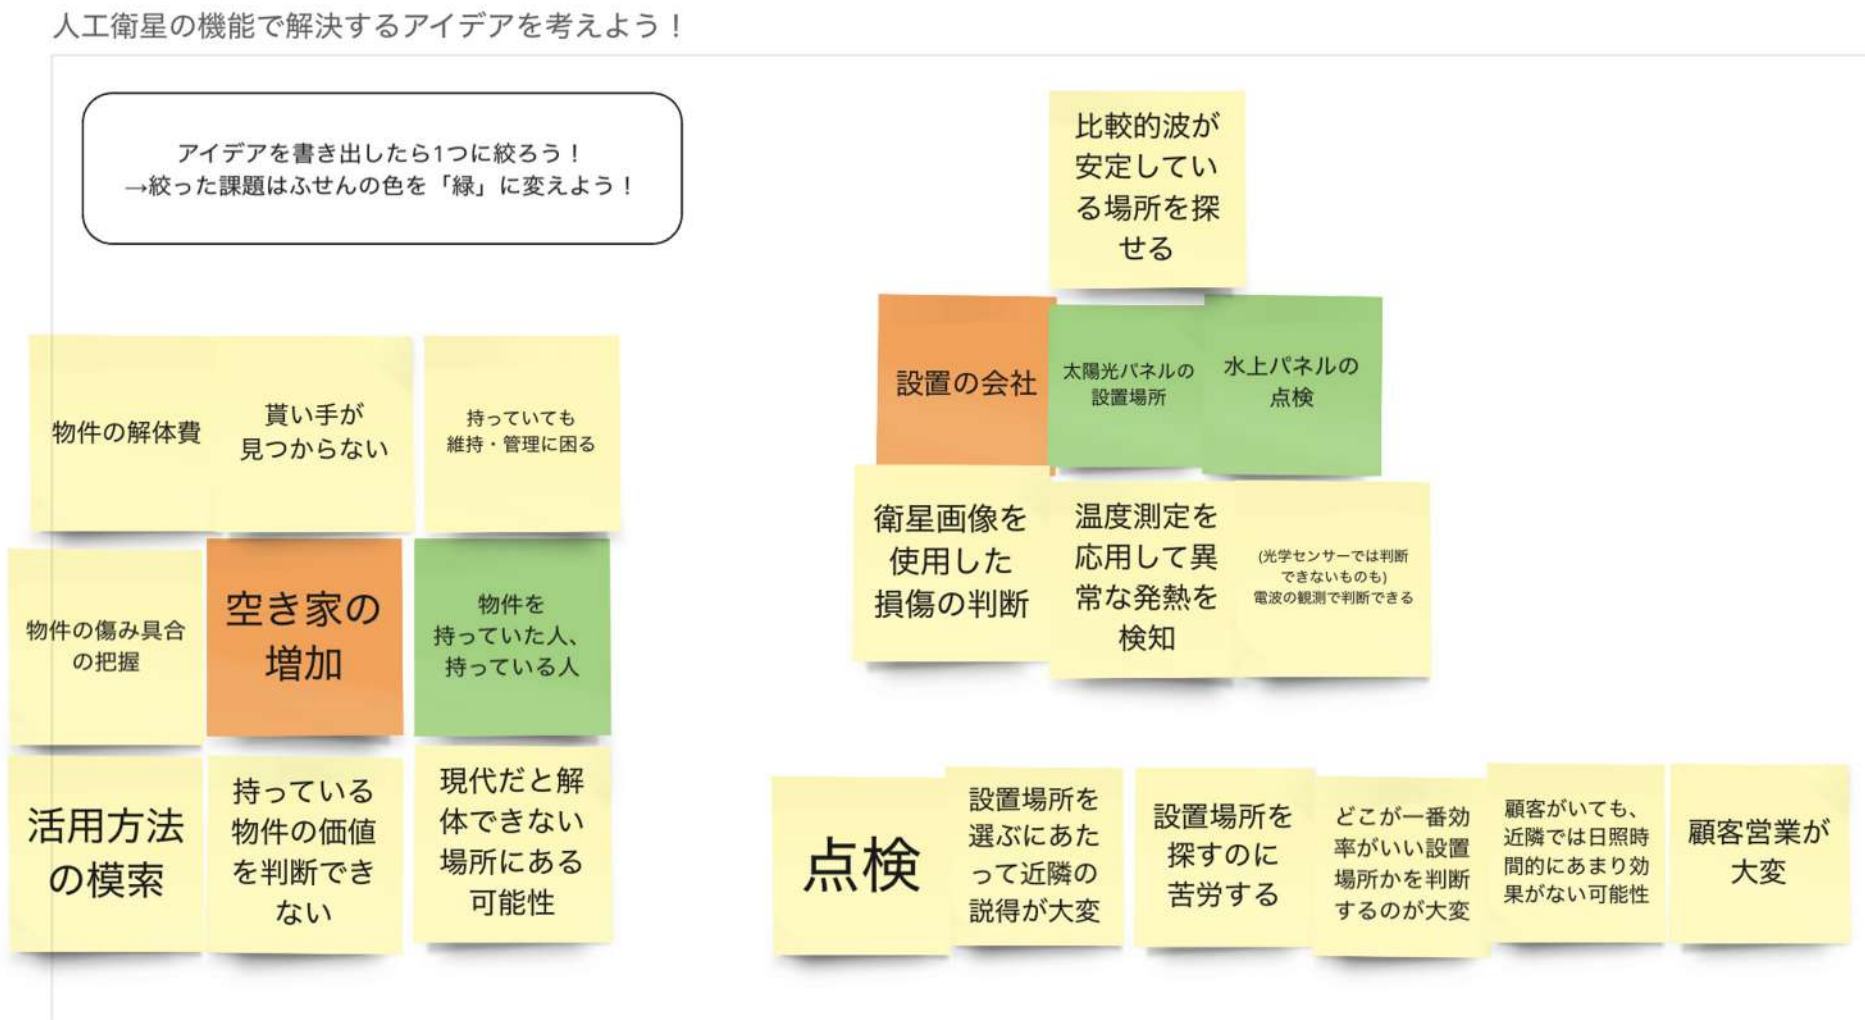 人工衛星の機能で解決するアイデアを考えよう！
アイデアを書き出したら1つに絞ろう！
→絞った課題はふせんの色を「緑」に変えよう！
物件の解体費
貰い手が
見つからない
持っていても
維持・管理に困る
物件の傷み具合
の把握
空き家の
増加
物件を
持っていた人、
持っている人
活用方法
の模索
持っている
物件の価値
を判断でき
ない
現代だと解
体できない
場所にある
可能性
比較的波が
安定してい
る場所を探
せる
設置の会社
太陽光パネルの
設置場所
水上パネルの
点検
衛星画像を
使用した
損傷の判断
温度測定を
応用して異
常な発熱を
検知
(光学センサーでは判断
できないものも)
電波の観測で判断できる
点検
設置場所を
選ぶにあた
って近隣の
説得が大変
設置場所を
探すのに
苦労する
どこが一番効
率がいい設置
場所かを判断
するのが大変
顧客がいても、
近隣では日照時
間的にあまり効
果がない可能性
顧客営業が
大変